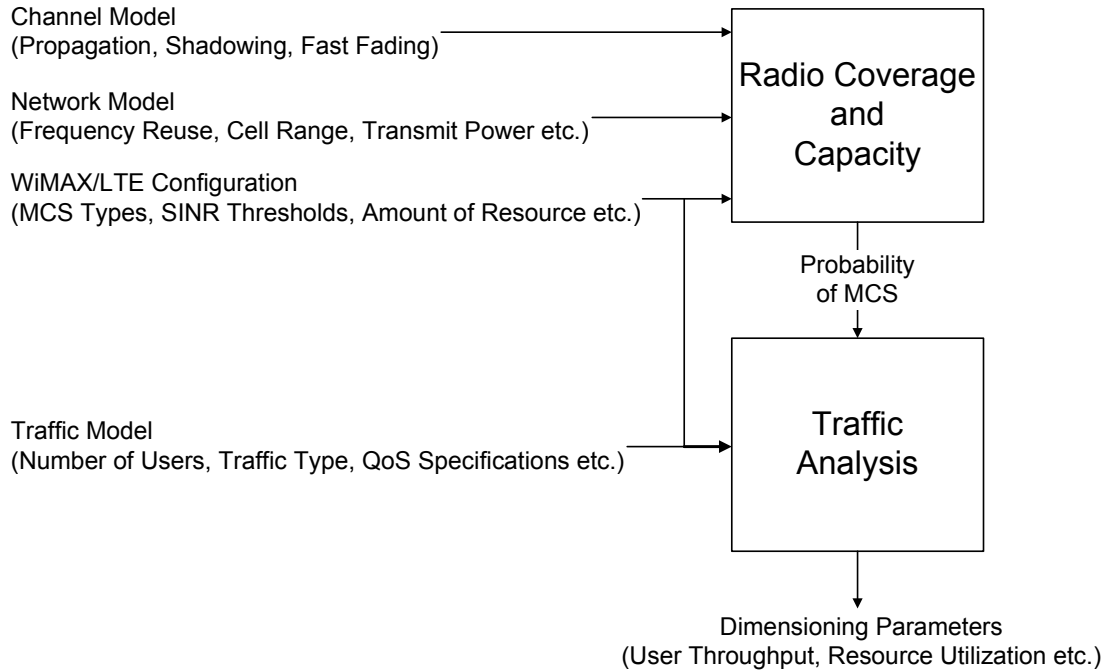 Channel Model
(Propagation, Shadowing, Fast Fading)
Network Model
(Frequency Reuse, Cell Range, Transmit Power etc.)
WiMAX/LTE Configuration
(MCS Types, SINR Thresholds, Amount of Resource etc.)
Radio Coverage
and
Capacity
Probability
of MCS
Traffic Model
(Number of Users, Traffic Type, QoS Specifications etc.)
Traffic
Analysis
Dimensioning Parameters
(User Throughput, Resource Utilization etc.)